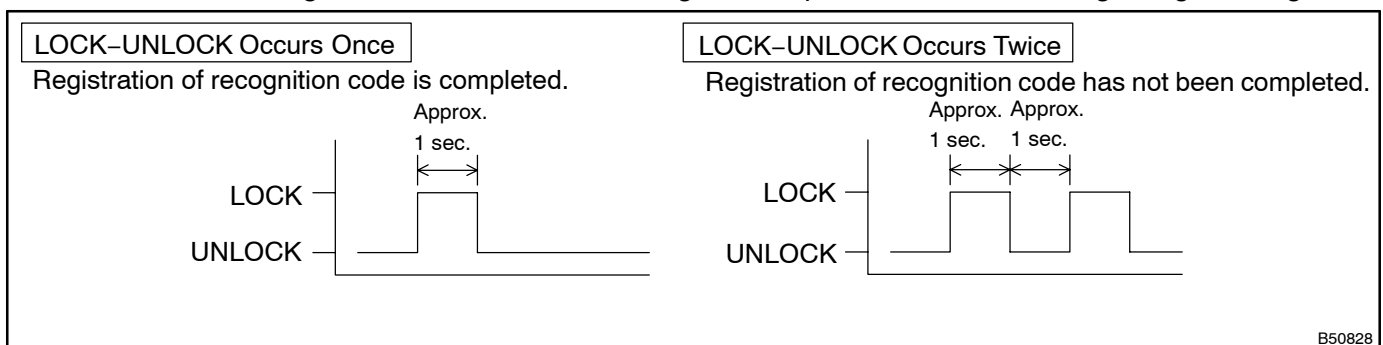 LOCK−UNLOCK Occurs Once
Registration of recognition code is completed.
Approx.
1 sec.
LOCK
UNLOCK
LOCK−UNLOCK Occurs Twice
Registration of recognition code has not been completed.
Approx. Approx.
1 sec. 1 sec.
LOCK
UNLOCK
B50828